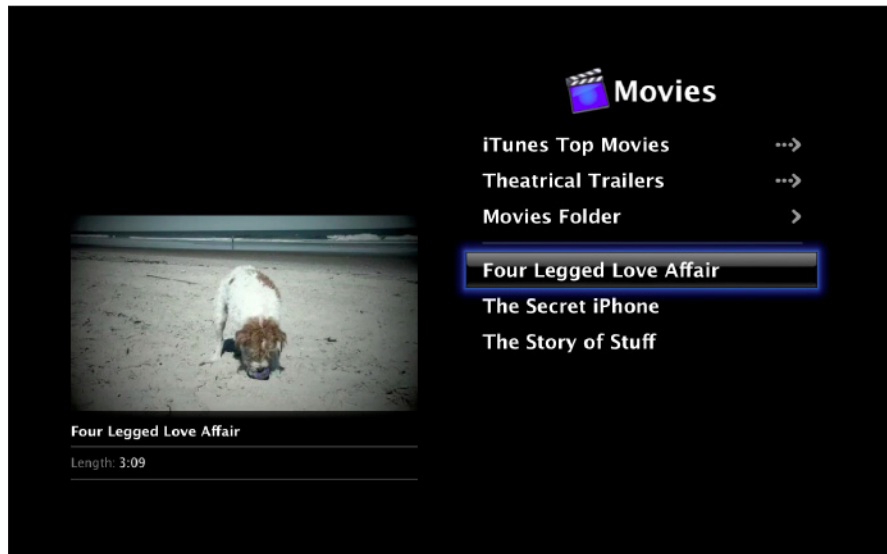 Movies
iTunes Top Movies
Theatrical Trailers
Movies Folder
Four Legged Love Affair
The Secret iPhone
The Story of Stuff
Four Legged Love Affair
Length: 3:09